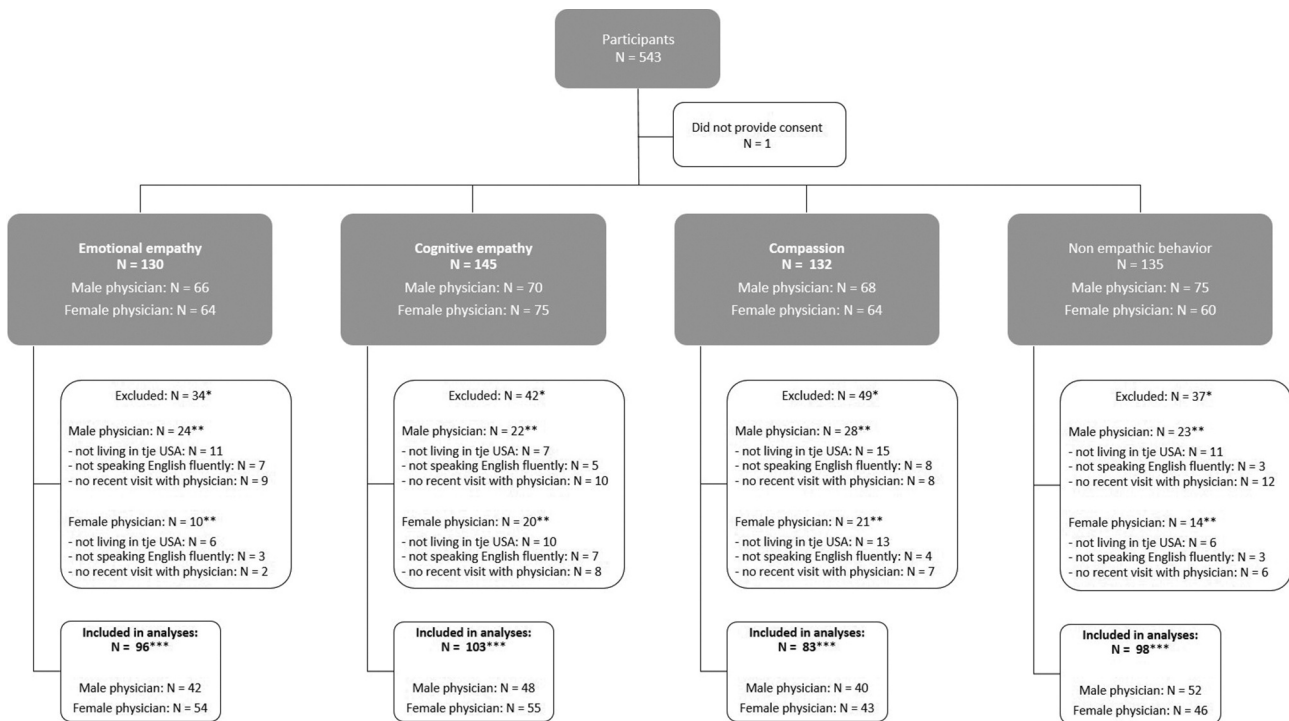 Participants
N = 543
Did not provide consent
N = 1
Emotional empathy
N = 130
Male physician: N = 66
Female physician: N = 64
Cognitive empathy
N = 145
Male physician: N = 70
Female physician: N = 75
Compassion
N = 132
Male physician: N = 68
Female physician: N = 64
Non empathic behavior
N = 135
Male physician: N = 75
Female physician: N = 60
Excluded: N = 34*
Male physician: N = 24**
- not living in tje USA: N = 11
- not speaking English fluently: N = 7
- no recent visit with physician: N = 9
Female physician: N = 10**
- not living in tje USA: N = 6
- not speaking English fluently: N = 3
- no recent visit with physician: N = 2
Excluded: N = 42*
Male physician: N = 22**
- not living in tje USA: N = 7
- not speaking English fluently: N = 5
- no recent visit with physician: N = 10
Female physician: N = 20**
- not living in tje USA: N = 10
- not speaking English fluently: N = 7
- no recent visit with physician: N = 8
Excluded: N = 49*
Male physician: N = 28**
- not living in tje USA: N = 15
- not speaking English fluently: N = 8
- no recent visit with physician: N = 8
Female physician: N = 21**
- not living in tje USA: N = 13
- not speaking English fluently: N = 4
- no recent visit with physician: N = 7
Excluded: N = 37*
Male physician: N = 23**
- not living in tje USA: N = 11
- not speaking English fluently: N = 3
- no recent visit with physician: N = 12
Female physician: N = 14**
- not living in tje USA: N = 6
- not speaking English fluently: N = 3
- no recent visit with physician: N = 6
Included in analyses:
N = 96***
Male physician: N = 42
Female physician: N = 54
Included in analyses:
N = 103***
Male physician: N = 48
Female physician: N = 55
Included in analyses:
N = 83***
Male physician: N = 40
Female physician: N = 43
Included in analyses:
N = 98***
Male physician: N = 52
Female physician: N = 46